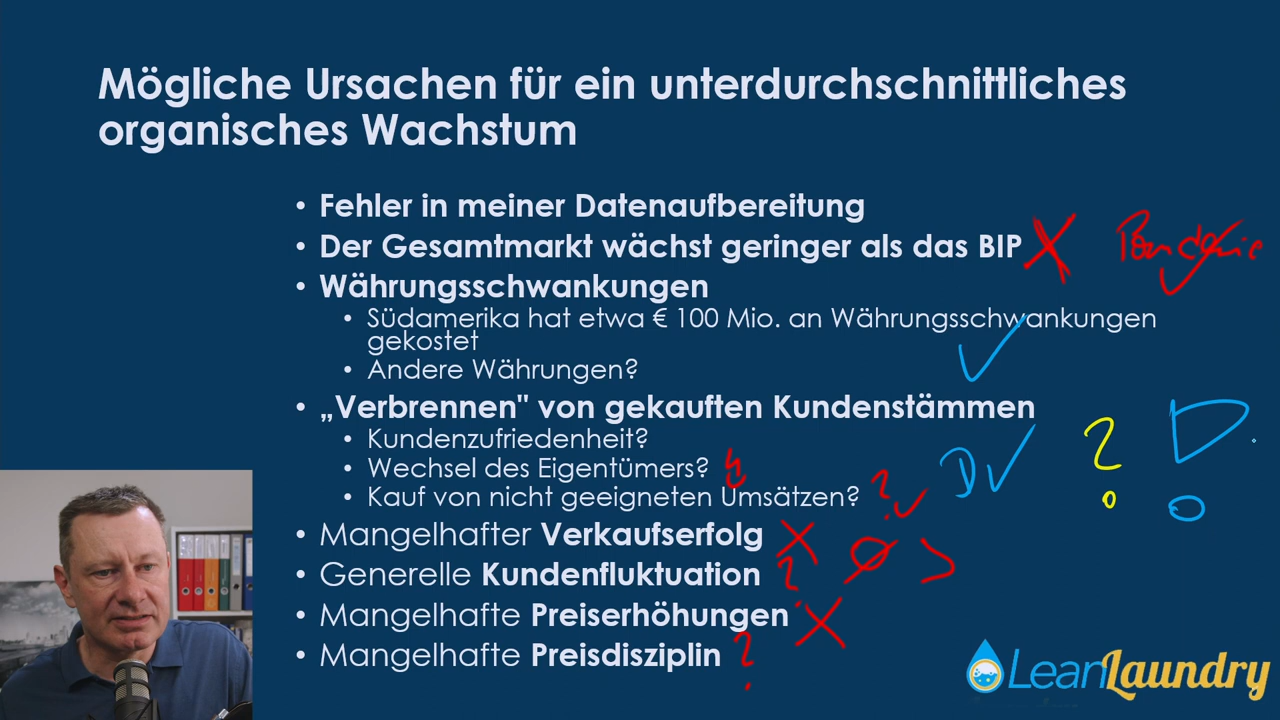 Mögliche Ursachen für ein unterdurchschnittliches
organisches Wachstum
• Fehler in meiner Datenaufbereitung
• Der Gesamtmarkt wächst geringer als das BIP
Pandemie
• Währungsschwankungen
• Südamerika hat etwa € 100 Mio. an Währungsschwankungen
gekostet
• Andere Währungen?
• „Verbrennen" von gekauften Kundenstämmen
• Kundenzufriedenheit?
• Wechsel des Eigentümers?
• Kauf von nicht geeigneten Umsätzen? ? D ? !
• Mangelhafter Verkaufserfolg
• Generelle Kundenfluktuation ?
• Mangelhafte Preiserhöhungen
• Mangelhafte Preisdisziplin ?
LeanLaundry